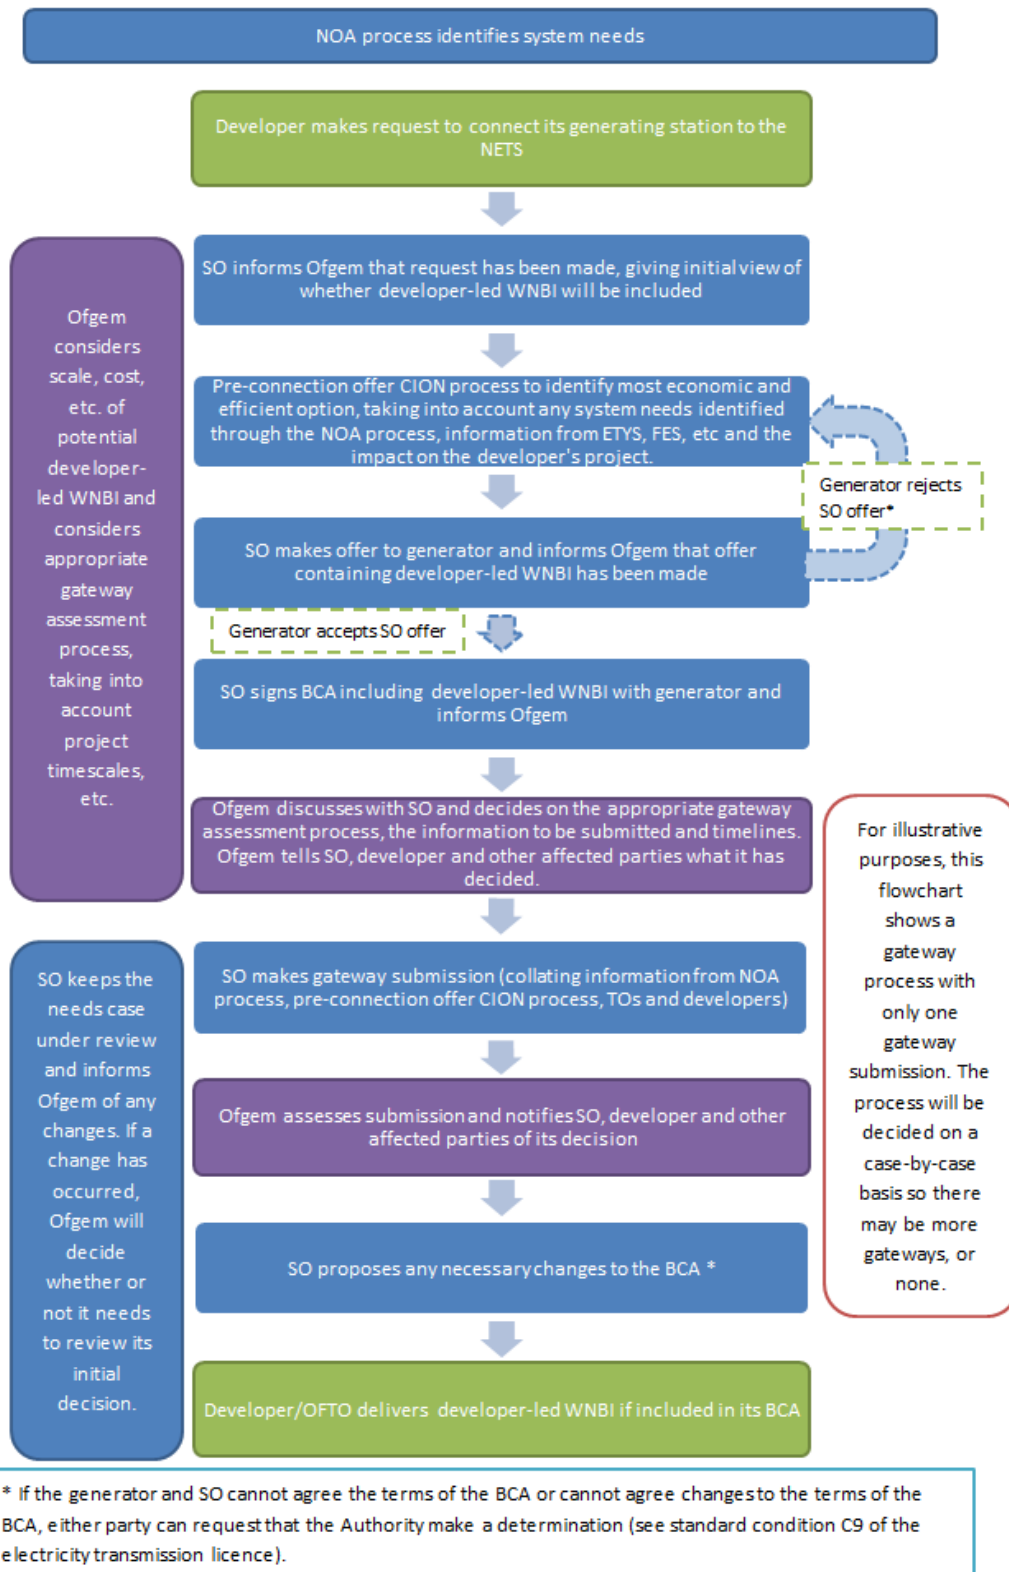 NOA process identifies system needs
Developer makes request to connect its generating station to the
NETS
SO informs Ofgem that request has been made, giving initial view of
whether developer-led WNBI will be included
Ofgem
considers
scale, cost,
etc. of
potential
developer-
led WNBI and
considers
appropriate
gateway
assessment
process,
taking into
account
project
timescales,
etc.
Pre-connection offer CION process to identify most economic and
efficient option, taking into account any system needs identified
through the NOA process, information from ETYS, FES, etc and the
impact on the developer's project.
Generator rejects
SO offer*
SO makes offer to generator and informs Ofgem that offer
containing developer-led WNBI has been made
Generator accepts SO offer
SO signs BCA including developer-led WNBI with generator and
informs Ofgem
Ofgem discusses with SO and decides on the appropriate gateway
assessment process, the information to be submitted and timelines.
Ofgem tells SO, developer and other affected parties what it has
decided.
For illustrative
purposes, this
flowchart
shows a
gateway
process with
only one
gateway
submission. The
process will be
decided on a
case-by-case
basis so there
may be more
gateways, or
none.
SO keeps the
needs case
under review
and informs
Ofgem of any
changes. If a
change has
occurred,
Ofgem will
decide
whether or
not it needs
to review its
initial
decision.
SO makes gateway submission (collating information from NOA
process, pre-connection offer CION process, TOs and developers)
Ofgem assesses submission and notifies SO, developer and other
affected parties of its decision
SO proposes any necessary changes to the BCA *
Developer/OFTO delivers developer-led WNBI if included in its BCA
* If the generator and SO cannot agree the terms of the BCA or cannot agree changes to the terms of the
BCA, either party can request that the Authority make a determination (see standard condition C9 of the
electricity transmission licence).